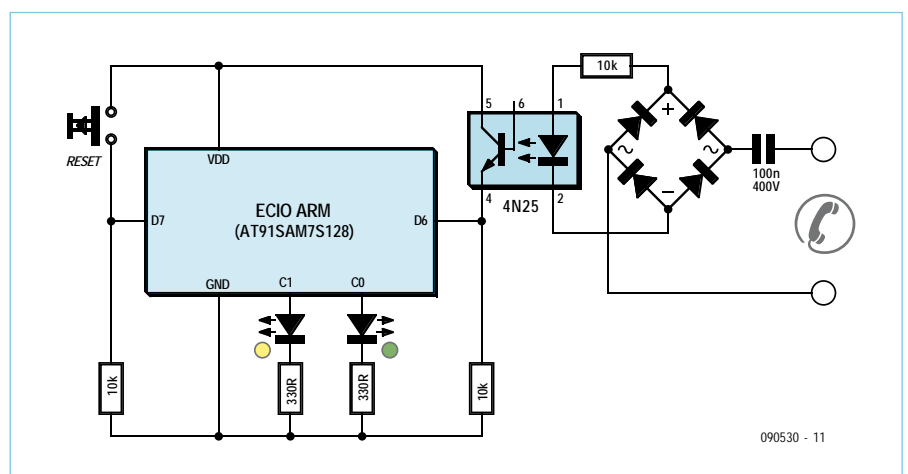 10k
5
6
1
+
RESET
VDD
~
~
100n
400V
4
2
–
4N25
ECIO ARM
(AT91SAM7S128)
D7
D6
GND
C1
C0
10k
330R
330R
10k
090530 - 11